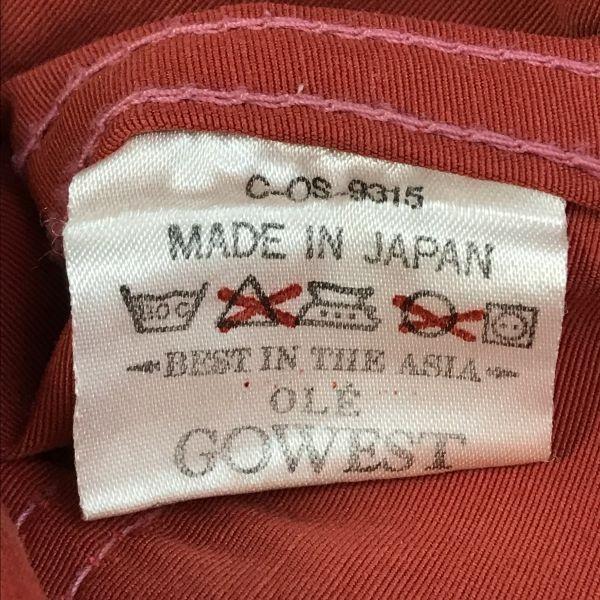 C-OS-9315
MADE IN JAPAN
BEST IN THE ASIA
OLÉ
GOWEST